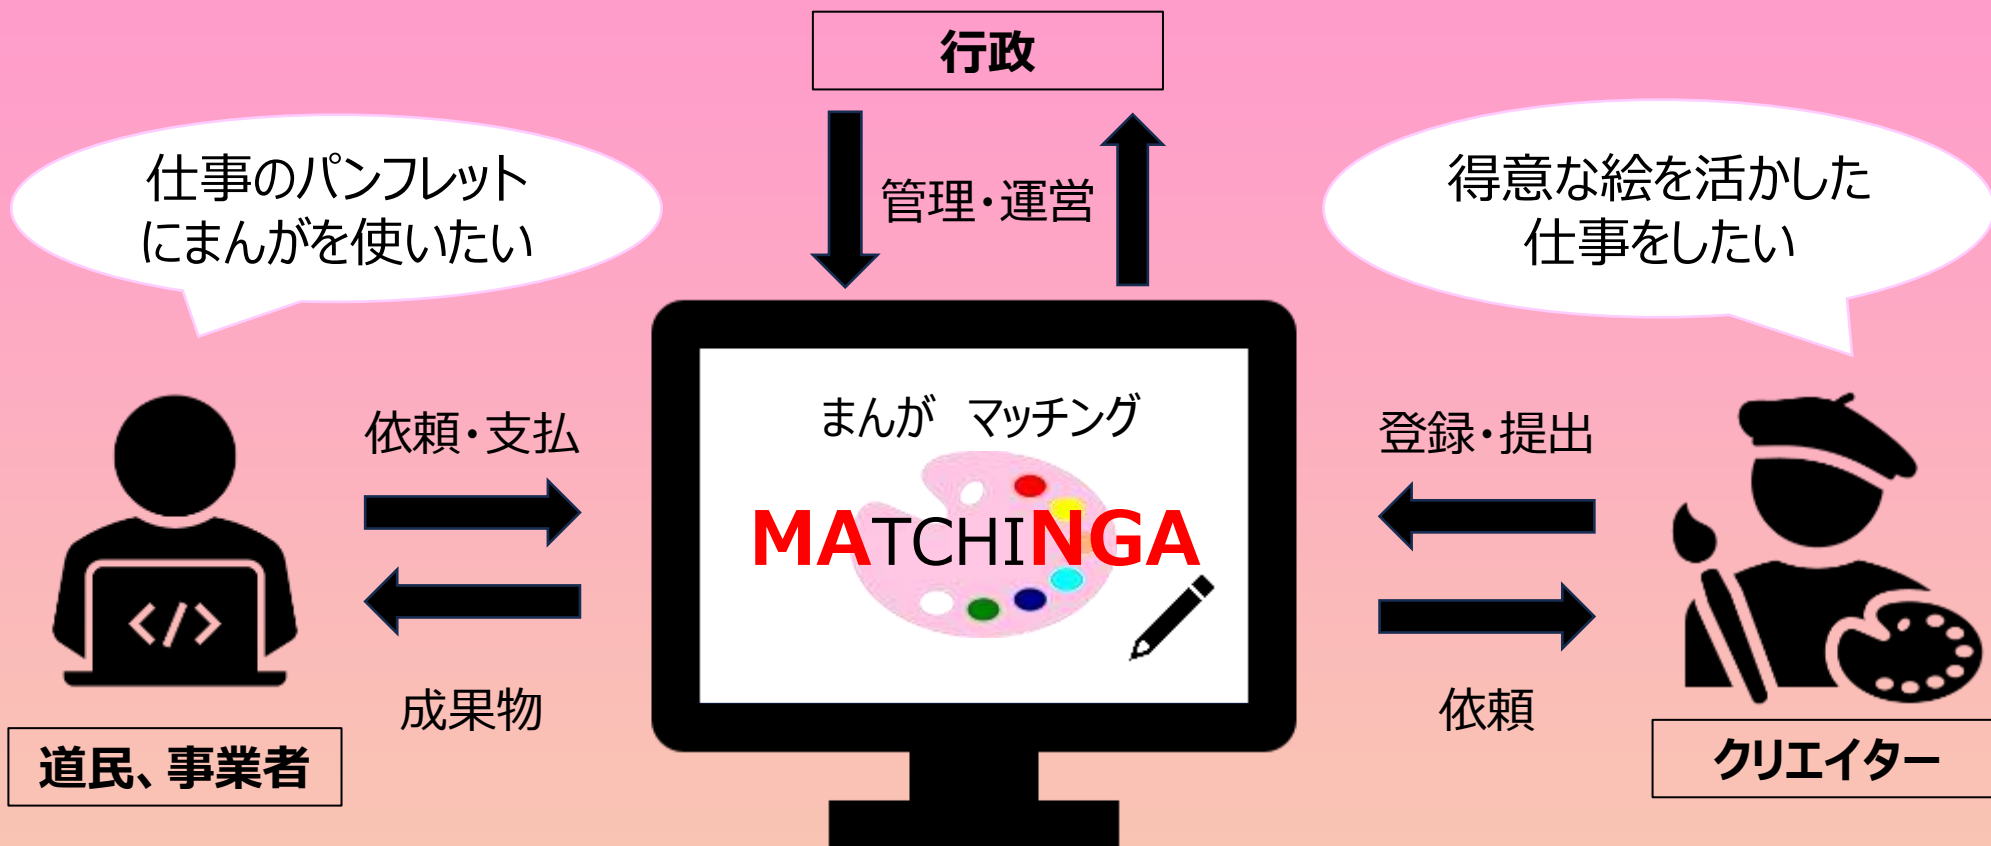 行政
管理・運営
仕事のパンフレット
にまんがを使いたい
得意な絵を活かした
仕事をしたい
まんが マッチング
MATCHINGA
依頼・支払
成果物
登録・提出
依頼
道民、事業者
クリエイター